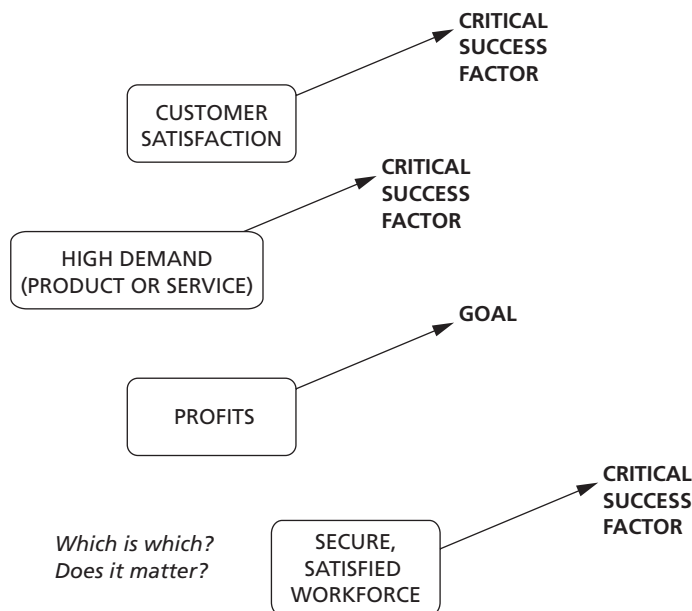 CRITICAL
SUCCESS
FACTOR
CUSTOMER
SATISFACTION
CRITICAL
SUCCESS
FACTOR
HIGH DEMAND
(PRODUCT OR SERVICE)
GOAL
PROFITS
CRITICAL
SUCCESS
FACTOR
Which is which?
Does it matter?
SECURE,
SATISFIED
WORKFORCE